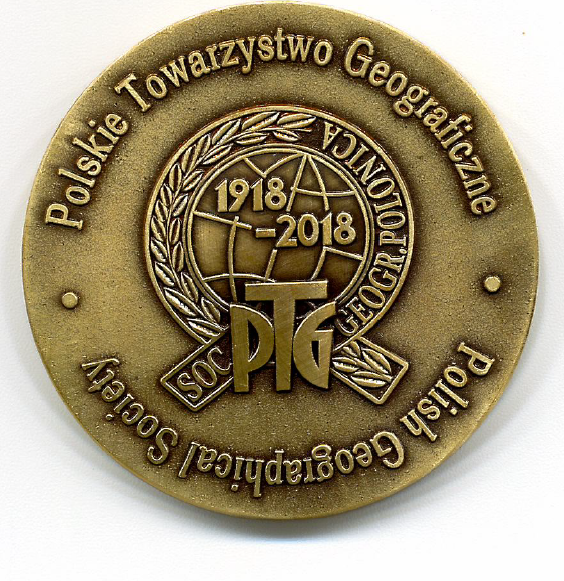 Polskie Towarzystwo Geograficzne
1918
-2018
SOC GEOGR. POLONICA
PTG
Polish Geographical Society